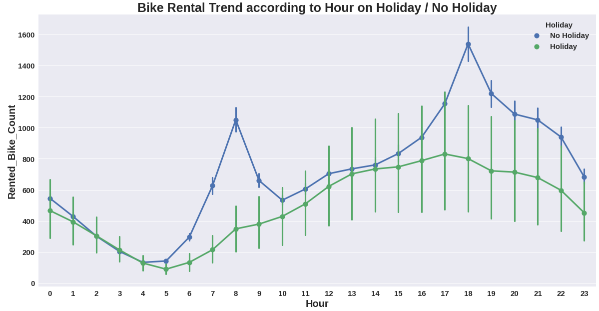 Bike Rental Trend according to Hour on Holiday / No Holiday
Holiday
No Holiday
Holiday
Rented_Bike_Count
1600
1400
1200
1000
800
600
400
200
0
0 1 2 3 4 5 6 7 8 9 10 11 12 13 14 15 16 17 18 19 20 21 22 23
Hour